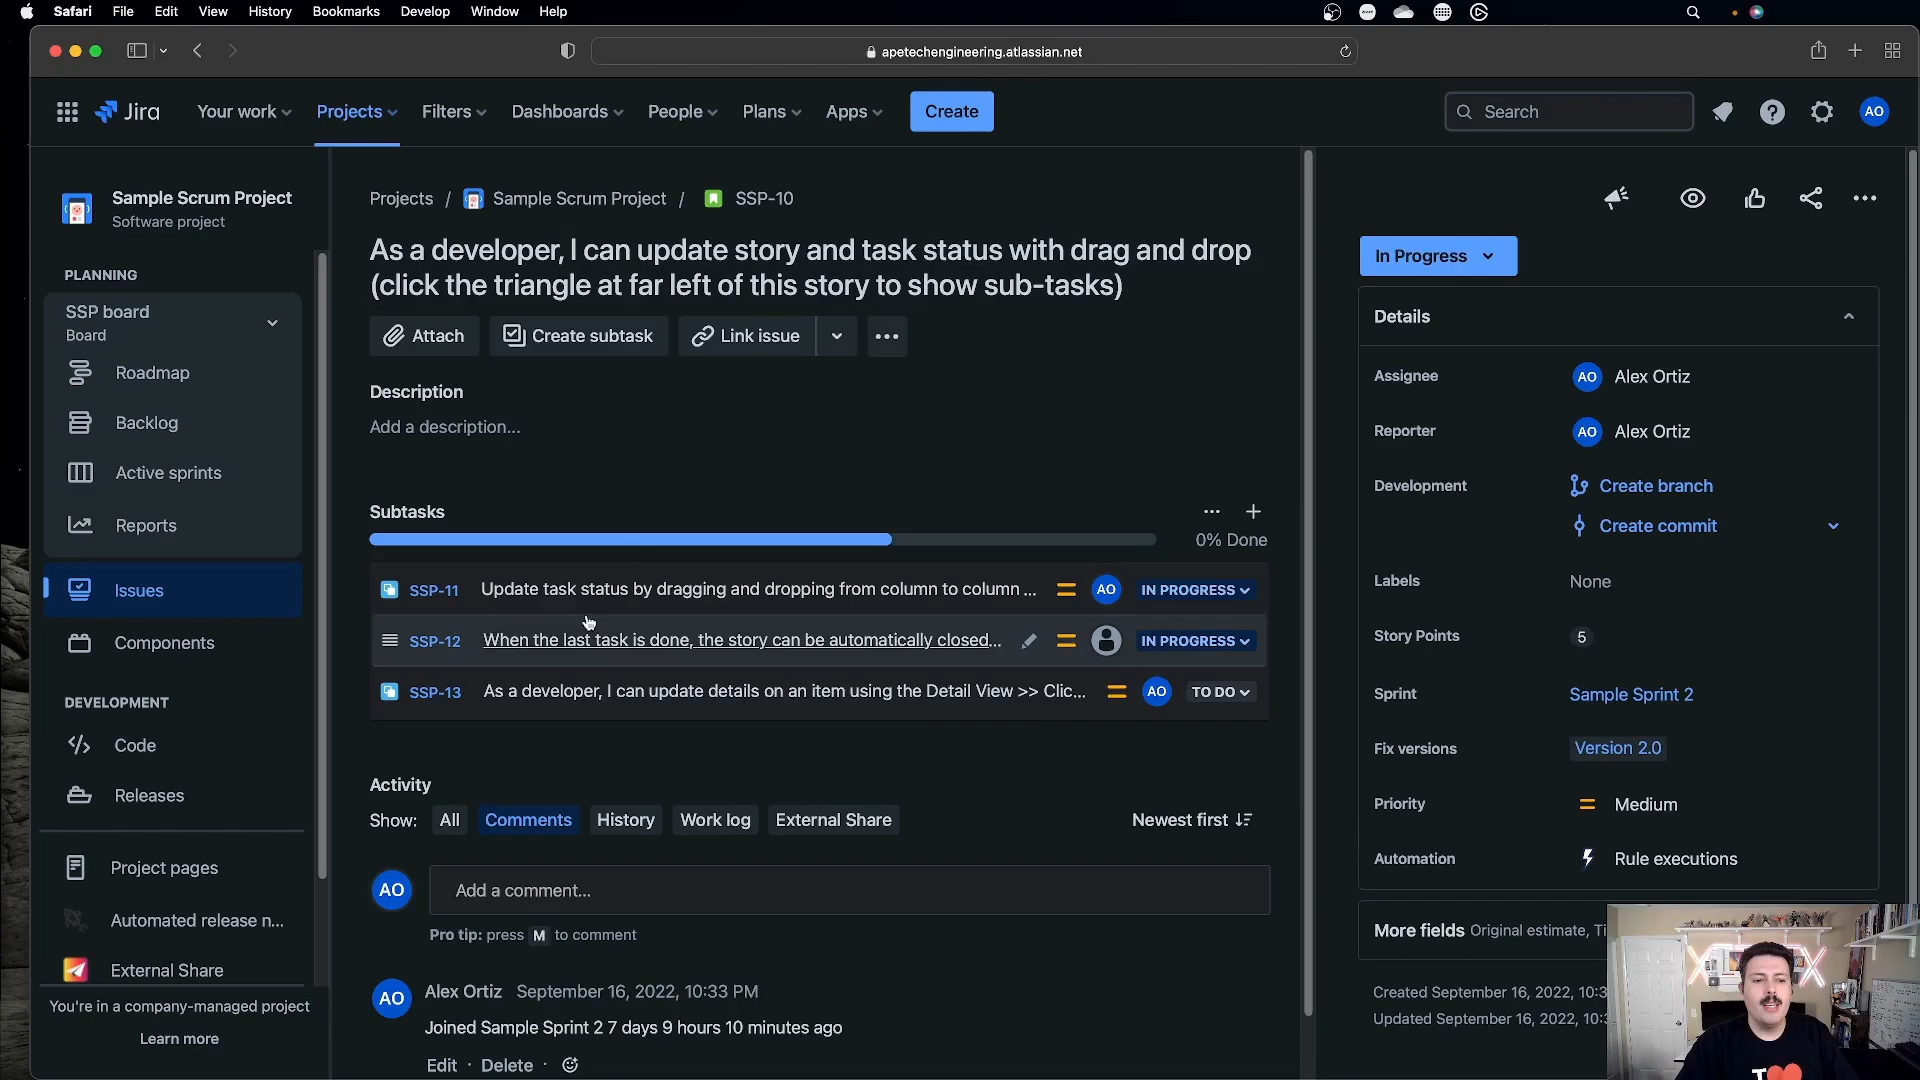 Safari File Edit View History Bookmarks Develop Window Help
zoom
apetechengineering.atlassian.net
Jira Your work Projects Filters Dashboards People Plans Apps Create Search AO
Sample Scrum Project
Software project
PLANNING
SSP board
Board
Roadmap
Backlog
Active sprints
Reports
Issues
Components
DEVELOPMENT
Code
Releases
Project pages
Automated release n...
External Share
You're in a company-managed project
Learn more
Projects / Sample Scrum Project / SSP-10
As a developer, I can update story and task status with drag and drop
(click the triangle at far left of this story to show sub-tasks)
Attach Create subtask Link issue
Description
Add a description...
Subtasks
0% Done
SSP-11 Update task status by dragging and dropping from column to column ... AO IN PROGRESS
SSP-12 When the last task is done, the story can be automatically closed... IN PROGRESS
SSP-13 As a developer, I can update details on an item using the Detail View >> Clic... AO TO DO
Activity
Show: All Comments History Work log External Share Newest first
AO Add a comment...
Pro tip: press M to comment
AO Alex Ortiz September 16, 2022, 10:33 PM
Joined Sample Sprint 2 7 days 9 hours 10 minutes ago
Edit · Delete ·
In Progress
Details
Assignee AO Alex Ortiz
Reporter AO Alex Ortiz
Development Create branch
Create commit
Labels None
Story Points 5
Sprint Sample Sprint 2
Fix versions Version 2.0
Priority Medium
Automation Rule executions
More fields Original estimate, Ti
Created September 16, 2022, 10:3
Updated September 16, 2022, 10:
I